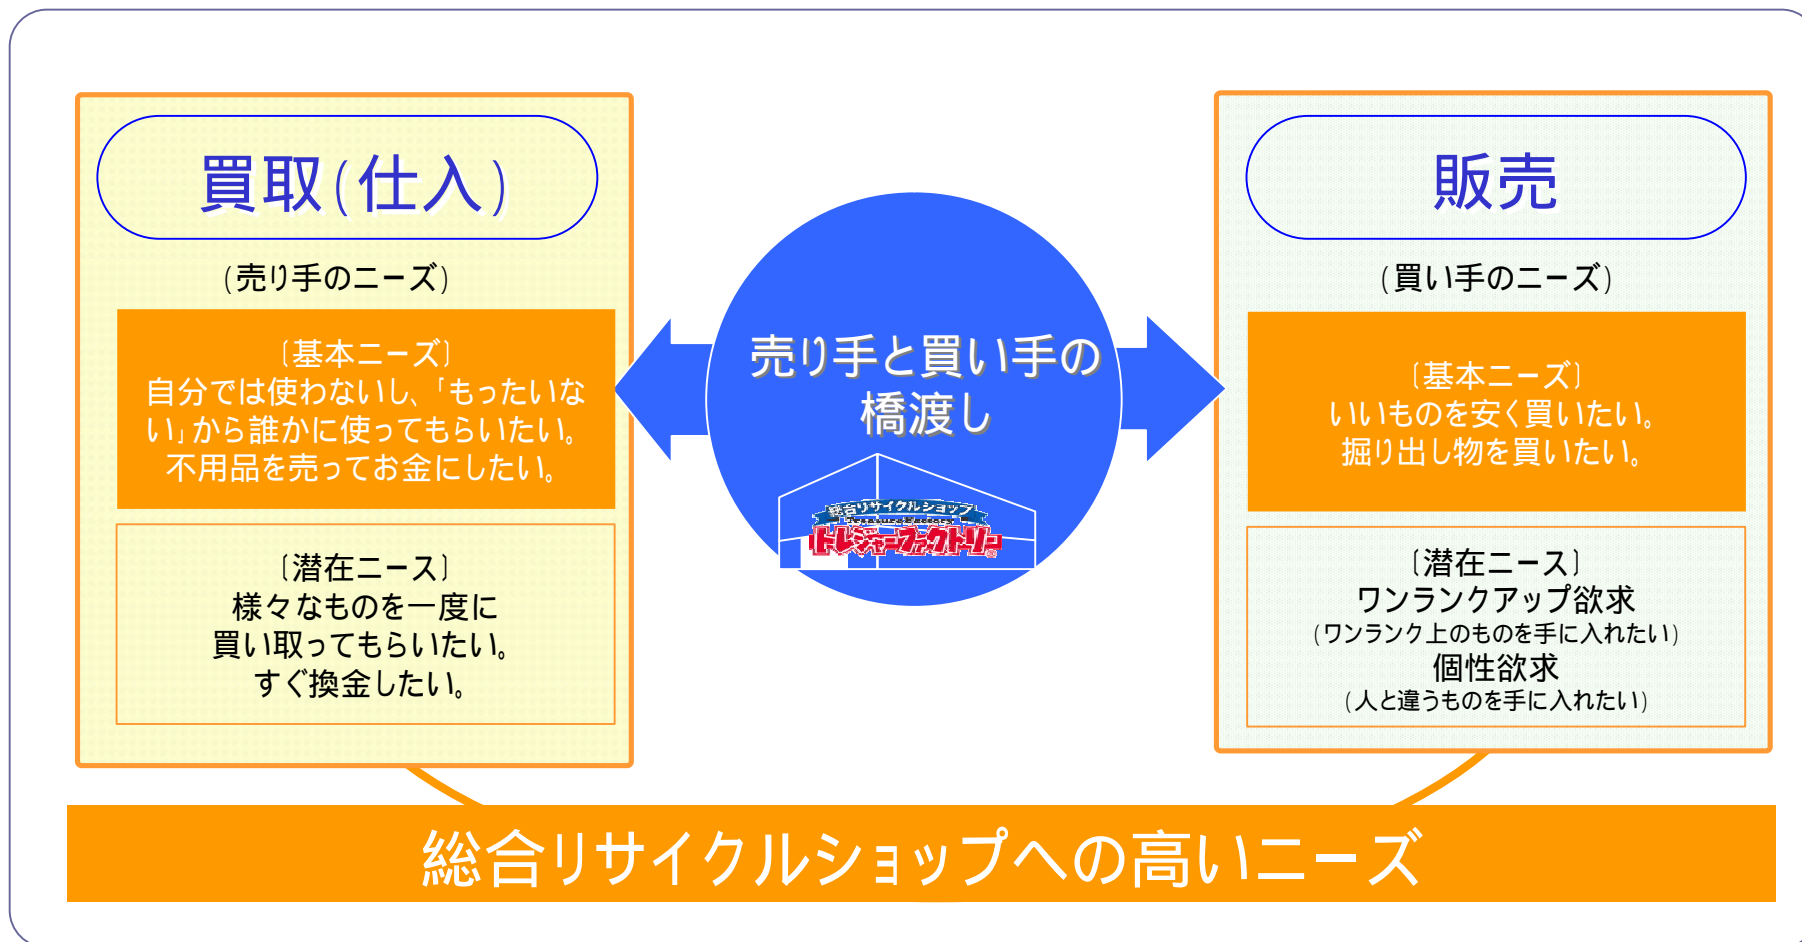 買取(仕入)
(売り手のニーズ)
〔基本ニーズ〕
自分では使わないし、「もったいな
い」から誰かに使ってもらいたい。
不用品を売ってお金にしたい。
〔潜在ニース〕
様々なものを一度に
買い取ってもらいたい。
すぐ換金したい。
売り手と買い手の
橋渡し
総合リサイクルショップ
Treasure Factory
トレジャーファクトリー
販売
(買い手のニーズ)
〔基本ニーズ〕
いいものを安く買いたい。
掘り出し物を買いたい。
〔潜在ニース〕
ワンランクアップ欲求
(ワンランク上のものを手に入れたい)
個性欲求
(人と違うものを手に入れたい)
総合リサイクルショップへの高いニーズ